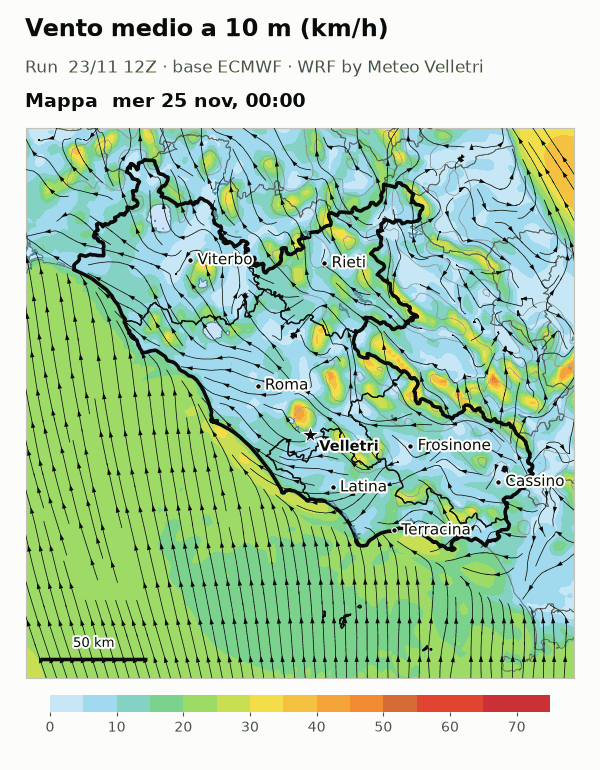 Vento medio a 10 m (km/h)
Run  23/11 12Z · base ECMWF · WRF by Meteo Velletri
Mappa  mer 25 nov, 00:00
Viterbo
Rieti
Roma
Velletri
Frosinone
Latina
Cassino
Terracina
50 km
0 10 20 30 40 50 60 70